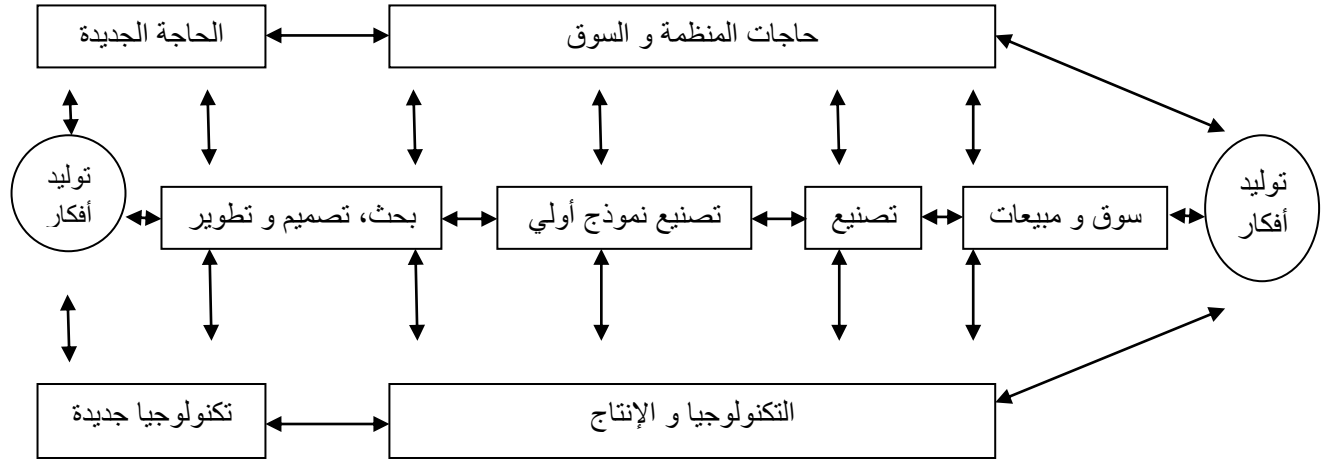 حاجات المنظمة و السوق
الحاجة الجديدة
توليد
أفكار
سوق و مبيعات
تصنيع
تصنيع نموذج أولي
بحث، تصميم و تطوير
توليد
أفكار
التكنولوجيا و الإنتاج
تكنولوجيا جديدة